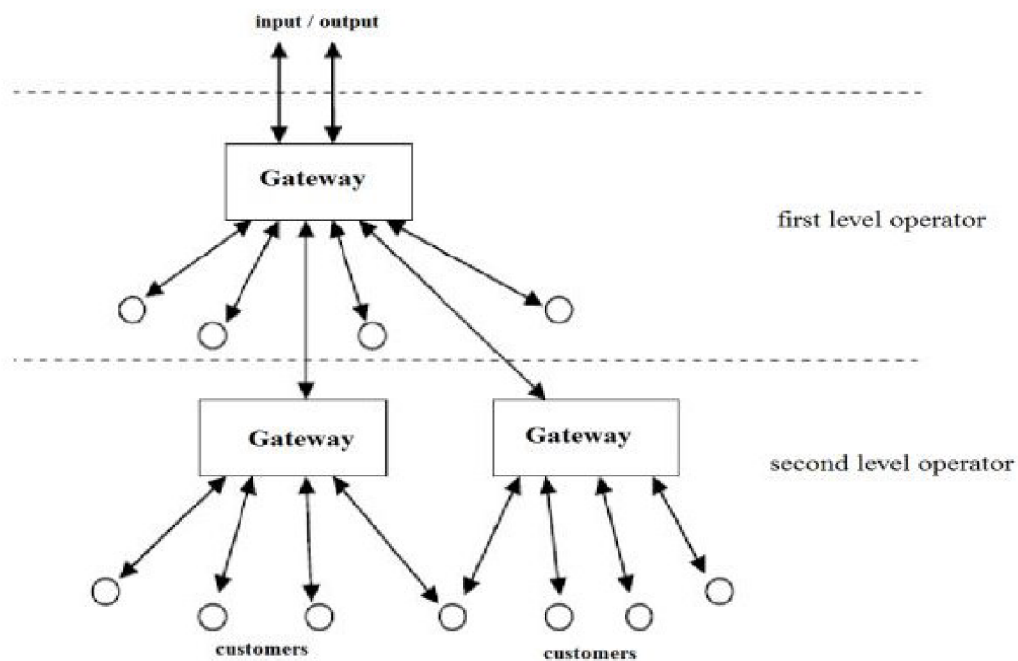 input / output
Gateway
first level operator
Gateway
Gateway
second level operator
customers
customers